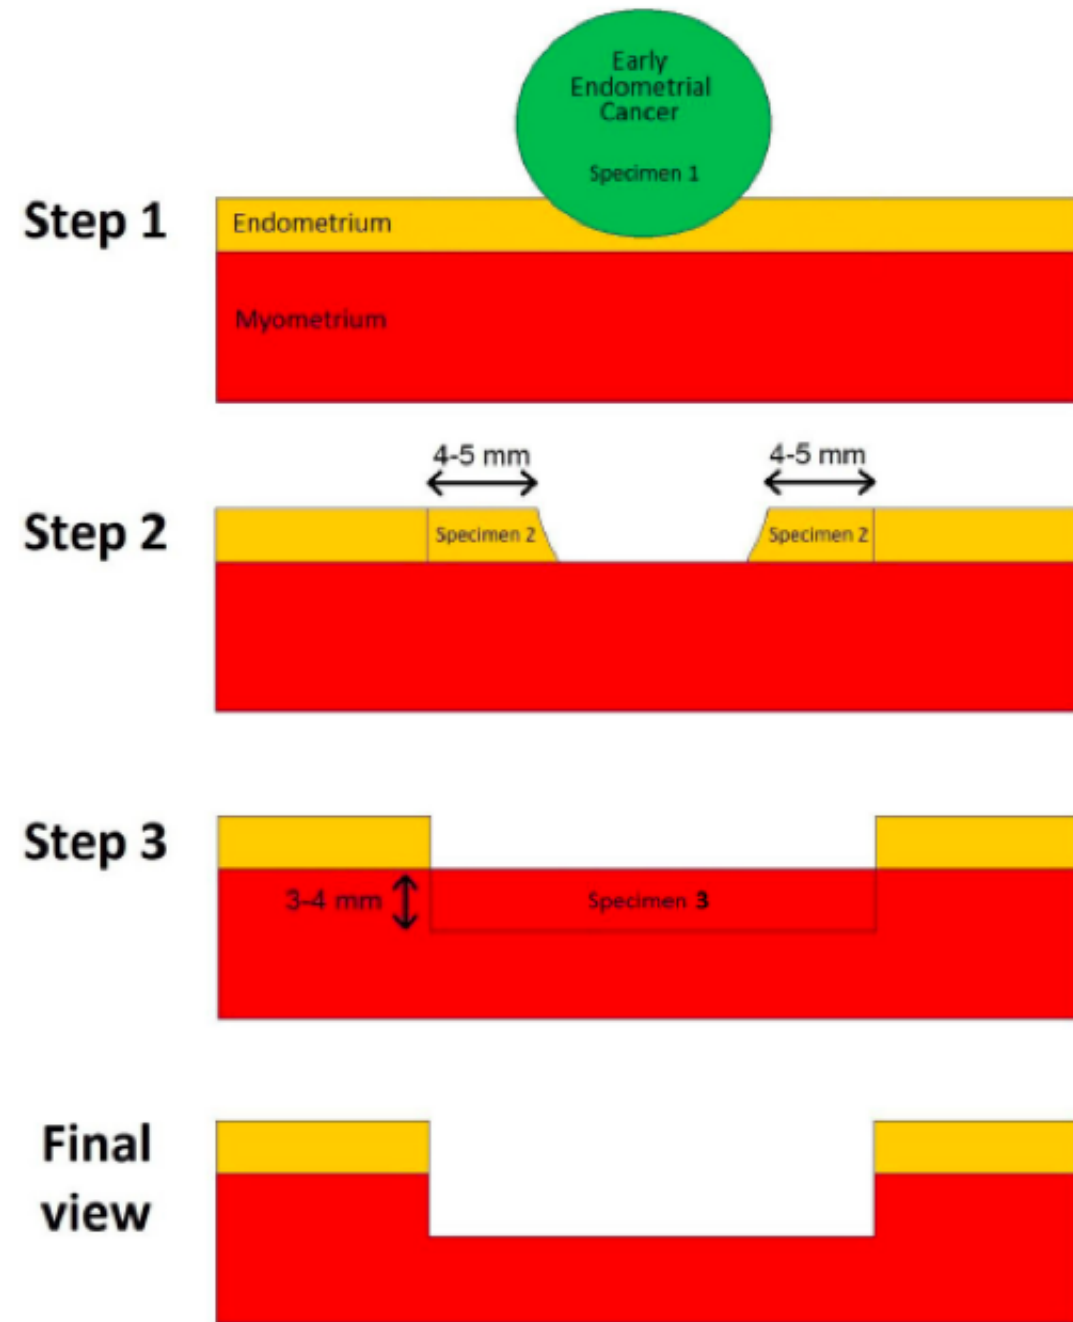 Early
Endometrial
Cancer
Specimen 1
Step 1
Endometrium
Myometrium
4-5 mm
4-5 mm
Step 2
Specimen 2
Specimen 2
Step 3
3-4 mm
Specimen 3
Final
view